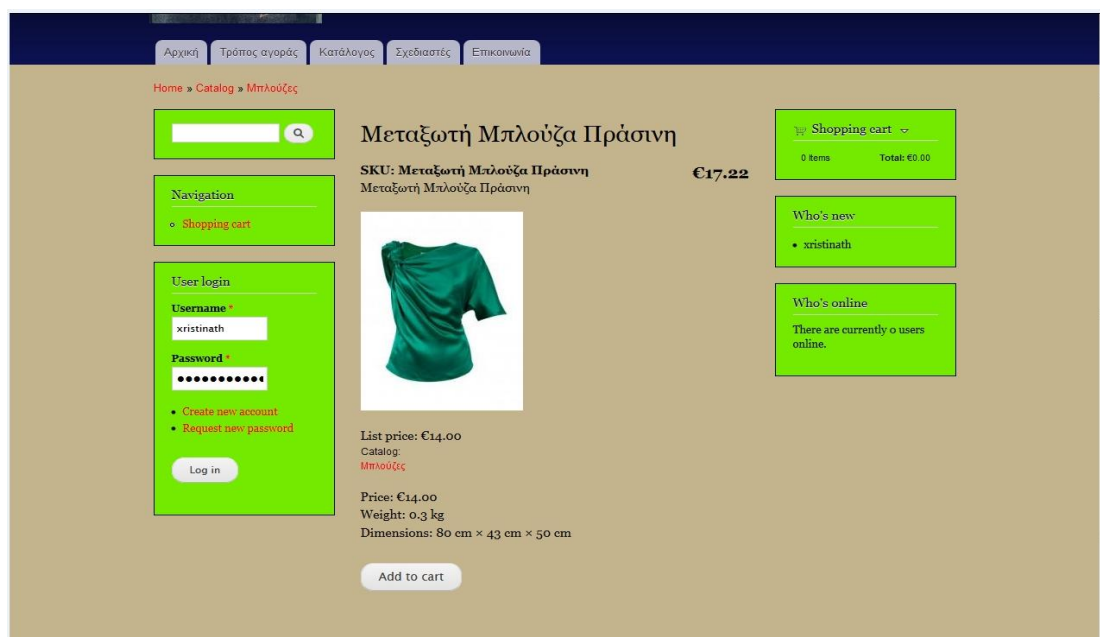 Αρχική
Τρόπος αγοράς
Κατάλογος
Σχεδιαστές
Επικοινωνία
Home » Catalog » Μπλούζες
Navigation
Shopping cart
User login
Username *
xristinath
Password *
Create new account
Request new password
Log in
Μεταξωτή Μπλούζα Πράσινη
SKU: Μεταξωτή Μπλούζα Πράσινη
€17.22
Μεταξωτή Μπλούζα Πράσινη
List price: €14.00
Catalog:
Μπλούζες
Price: €14.00
Weight: 0.3 kg
Dimensions: 80 cm × 43 cm × 50 cm
Add to cart
Shopping cart
0 Items
Total: €0.00
Who's new
xristinath
Who's online
There are currently 0 users
online.